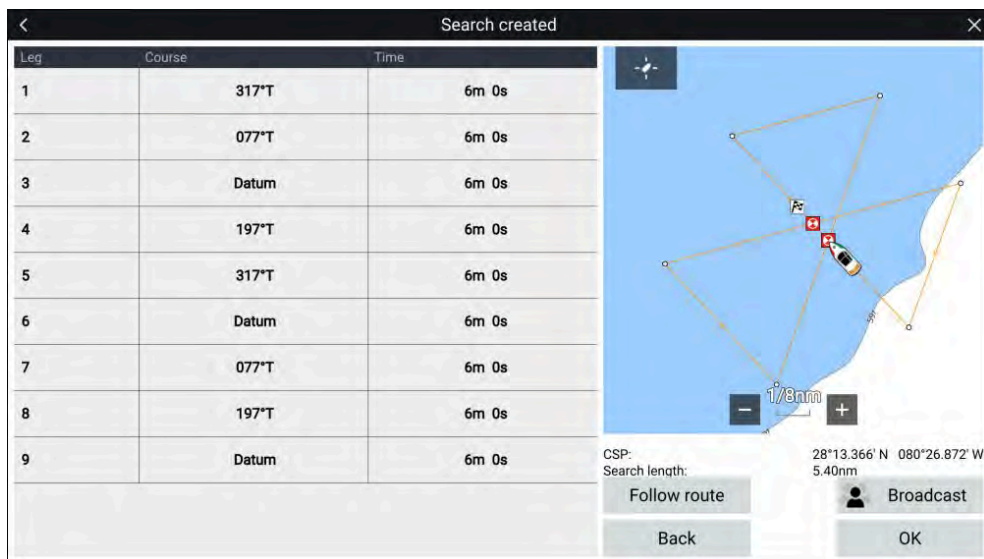 Search created
Leg Course Time
1 317°T 6m 0s
2 077°T 6m 0s
3 Datum 6m 0s
4 197°T 6m 0s
5 317°T 6m 0s
6 Datum 6m 0s
7 077°T 6m 0s
8 197°T 6m 0s
9 Datum 6m 0s
1/8nm
CSP: 28°13.366' N 080°26.872' W
Search length: 5.40nm
Follow route Broadcast
Back OK